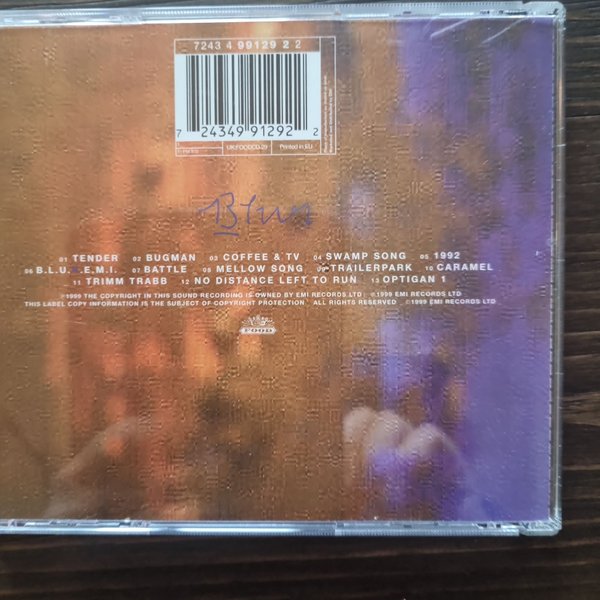 7243 4 99129 2 2
7 24349 91292 2
UK:FOODCD-29 Printed in EU
Blur
01 TENDER 02 BUGMAN 03 COFFEE & TV 04 SWAMP SONG 05 1992
06 B.L.U.R.E.M.I. 07 BATTLE 08 MELLOW SONG 09 TRAILERPARK 10 CARAMEL
11 TRIMM TRABB 12 NO DISTANCE LEFT TO RUN 13 OPTIGAN 1
℗1999 THE COPYRIGHT IN THIS SOUND RECORDING IS OWNED BY EMI RECORDS LTD ©1999 EMI RECORDS LTD
THIS LABEL COPY INFORMATION IS THE SUBJECT OF COPYRIGHT PROTECTION. ALL RIGHTS RESERVED ©1999 EMI RECORDS LTD
FOOD